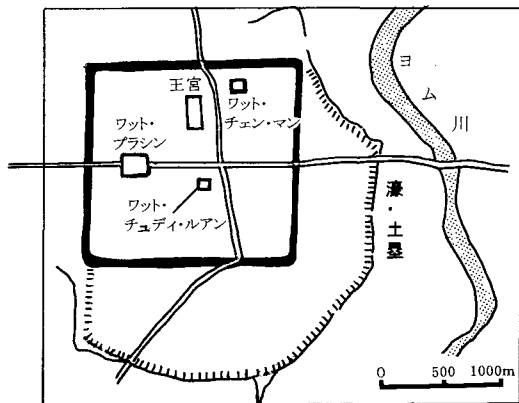 王宮
ワット・
チェン・マン
ワット・
プラシン
ワット・
チュディ・ルアン
ヨム川
濠・土塁
0 500 1000m